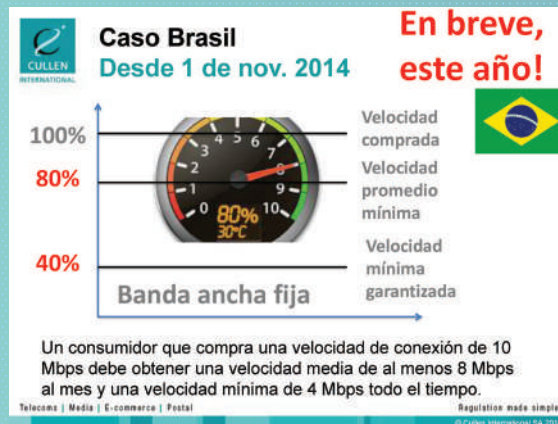 CULLEN
INTERNATIONAL
Caso Brasil
Desde 1 de nov. 2014
En breve,
este año!
100%
80%
40%
0
1
2
3
4
5
6
7
8
9
10
80%
30°C
Velocidad
comprada
Velocidad
promedio
mínima
Velocidad
mínima
garantizada
Banda ancha fija
Un consumidor que compra una velocidad de conexión de 10
Mbps debe obtener una velocidad media de al menos 8 Mbps
al mes y una velocidad mínima de 4 Mbps todo el tiempo.
Telecoms | Media | E-commerce | Postal
Regulation made simple
© Cullen International SA 201